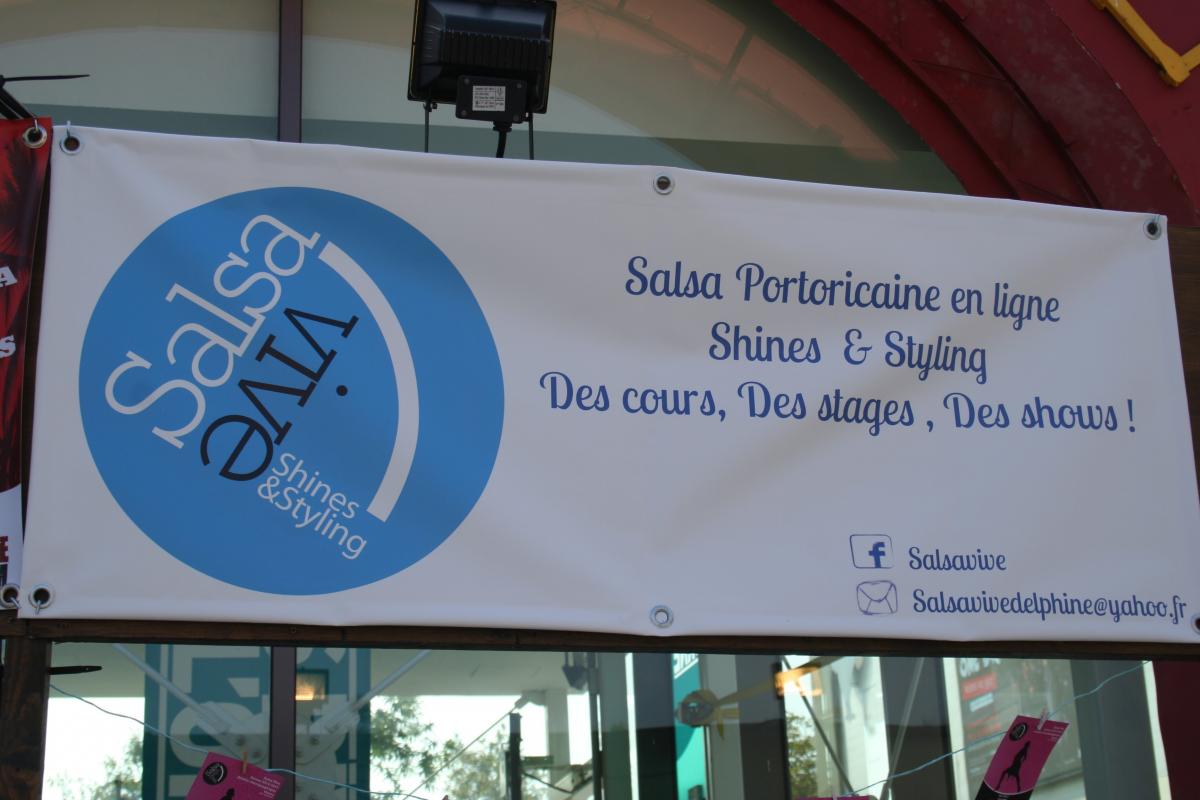 Salsa
vive
Shines
&Styling
Salsa Portoricaine en ligne
Shines & Styling
Des cours, Des stages , Des shows !
f
Salsavive
Salsavivedelphine@yahoo.fr